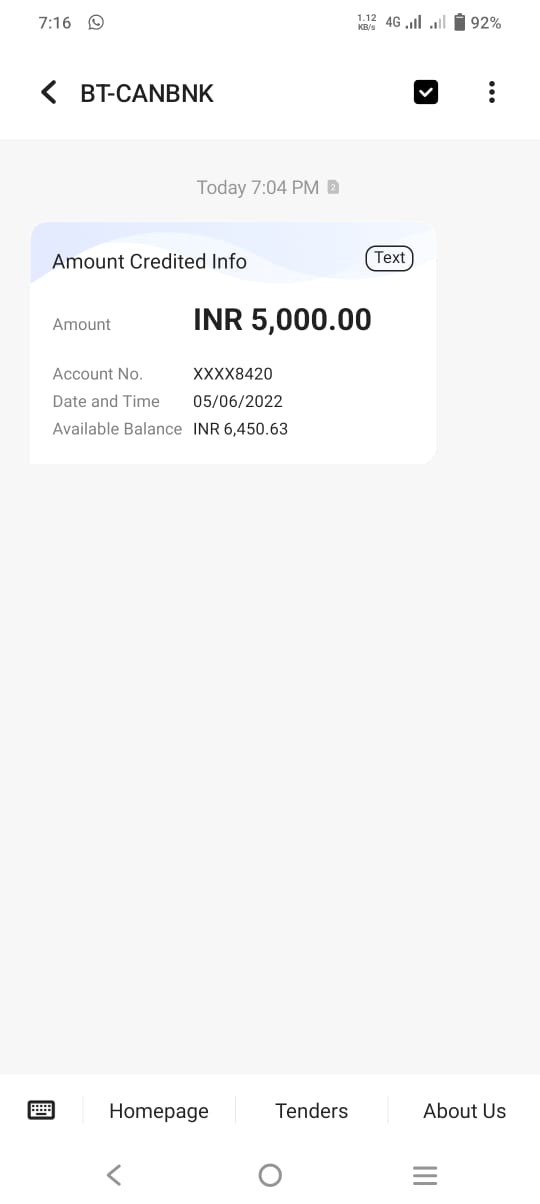 7:16 1.12 KB/s 4G 92%
BT-CANBNK
Today 7:04 PM 2
Amount Credited Info Text
Amount INR 5,000.00
Account No. XXXX8420
Date and Time 05/06/2022
Available Balance INR 6,450.63
Homepage Tenders About Us